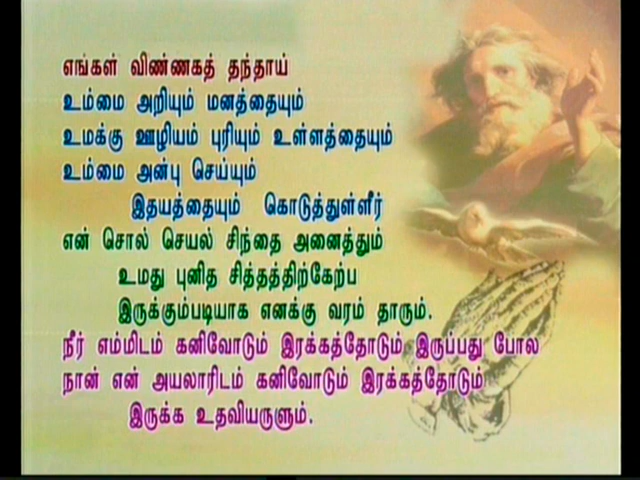 எங்கள் விண்ணகத் தந்தாய்
உம்மை அறியும் மனத்தையும்
உமக்கு ஊழியம் புரியும் உள்ளத்தையும்
உம்மை அன்பு செய்யும்
இதயத்தையும் கொடுத்துள்ளீர்
என் சொல் செயல் சிந்தை அனைத்தும்
உமது புனித சித்தத்திற்கேற்ப
இருக்கும்படியாக எனக்கு வரம் தாரும்.
நீர் எம்மிடம் கனிவோடும் இரக்கத்தோடும் இருப்பது போல
நான் என் அயலாரிடம் கனிவோடும் இரக்கத்தோடும்
இருக்க உதவியருளும்.